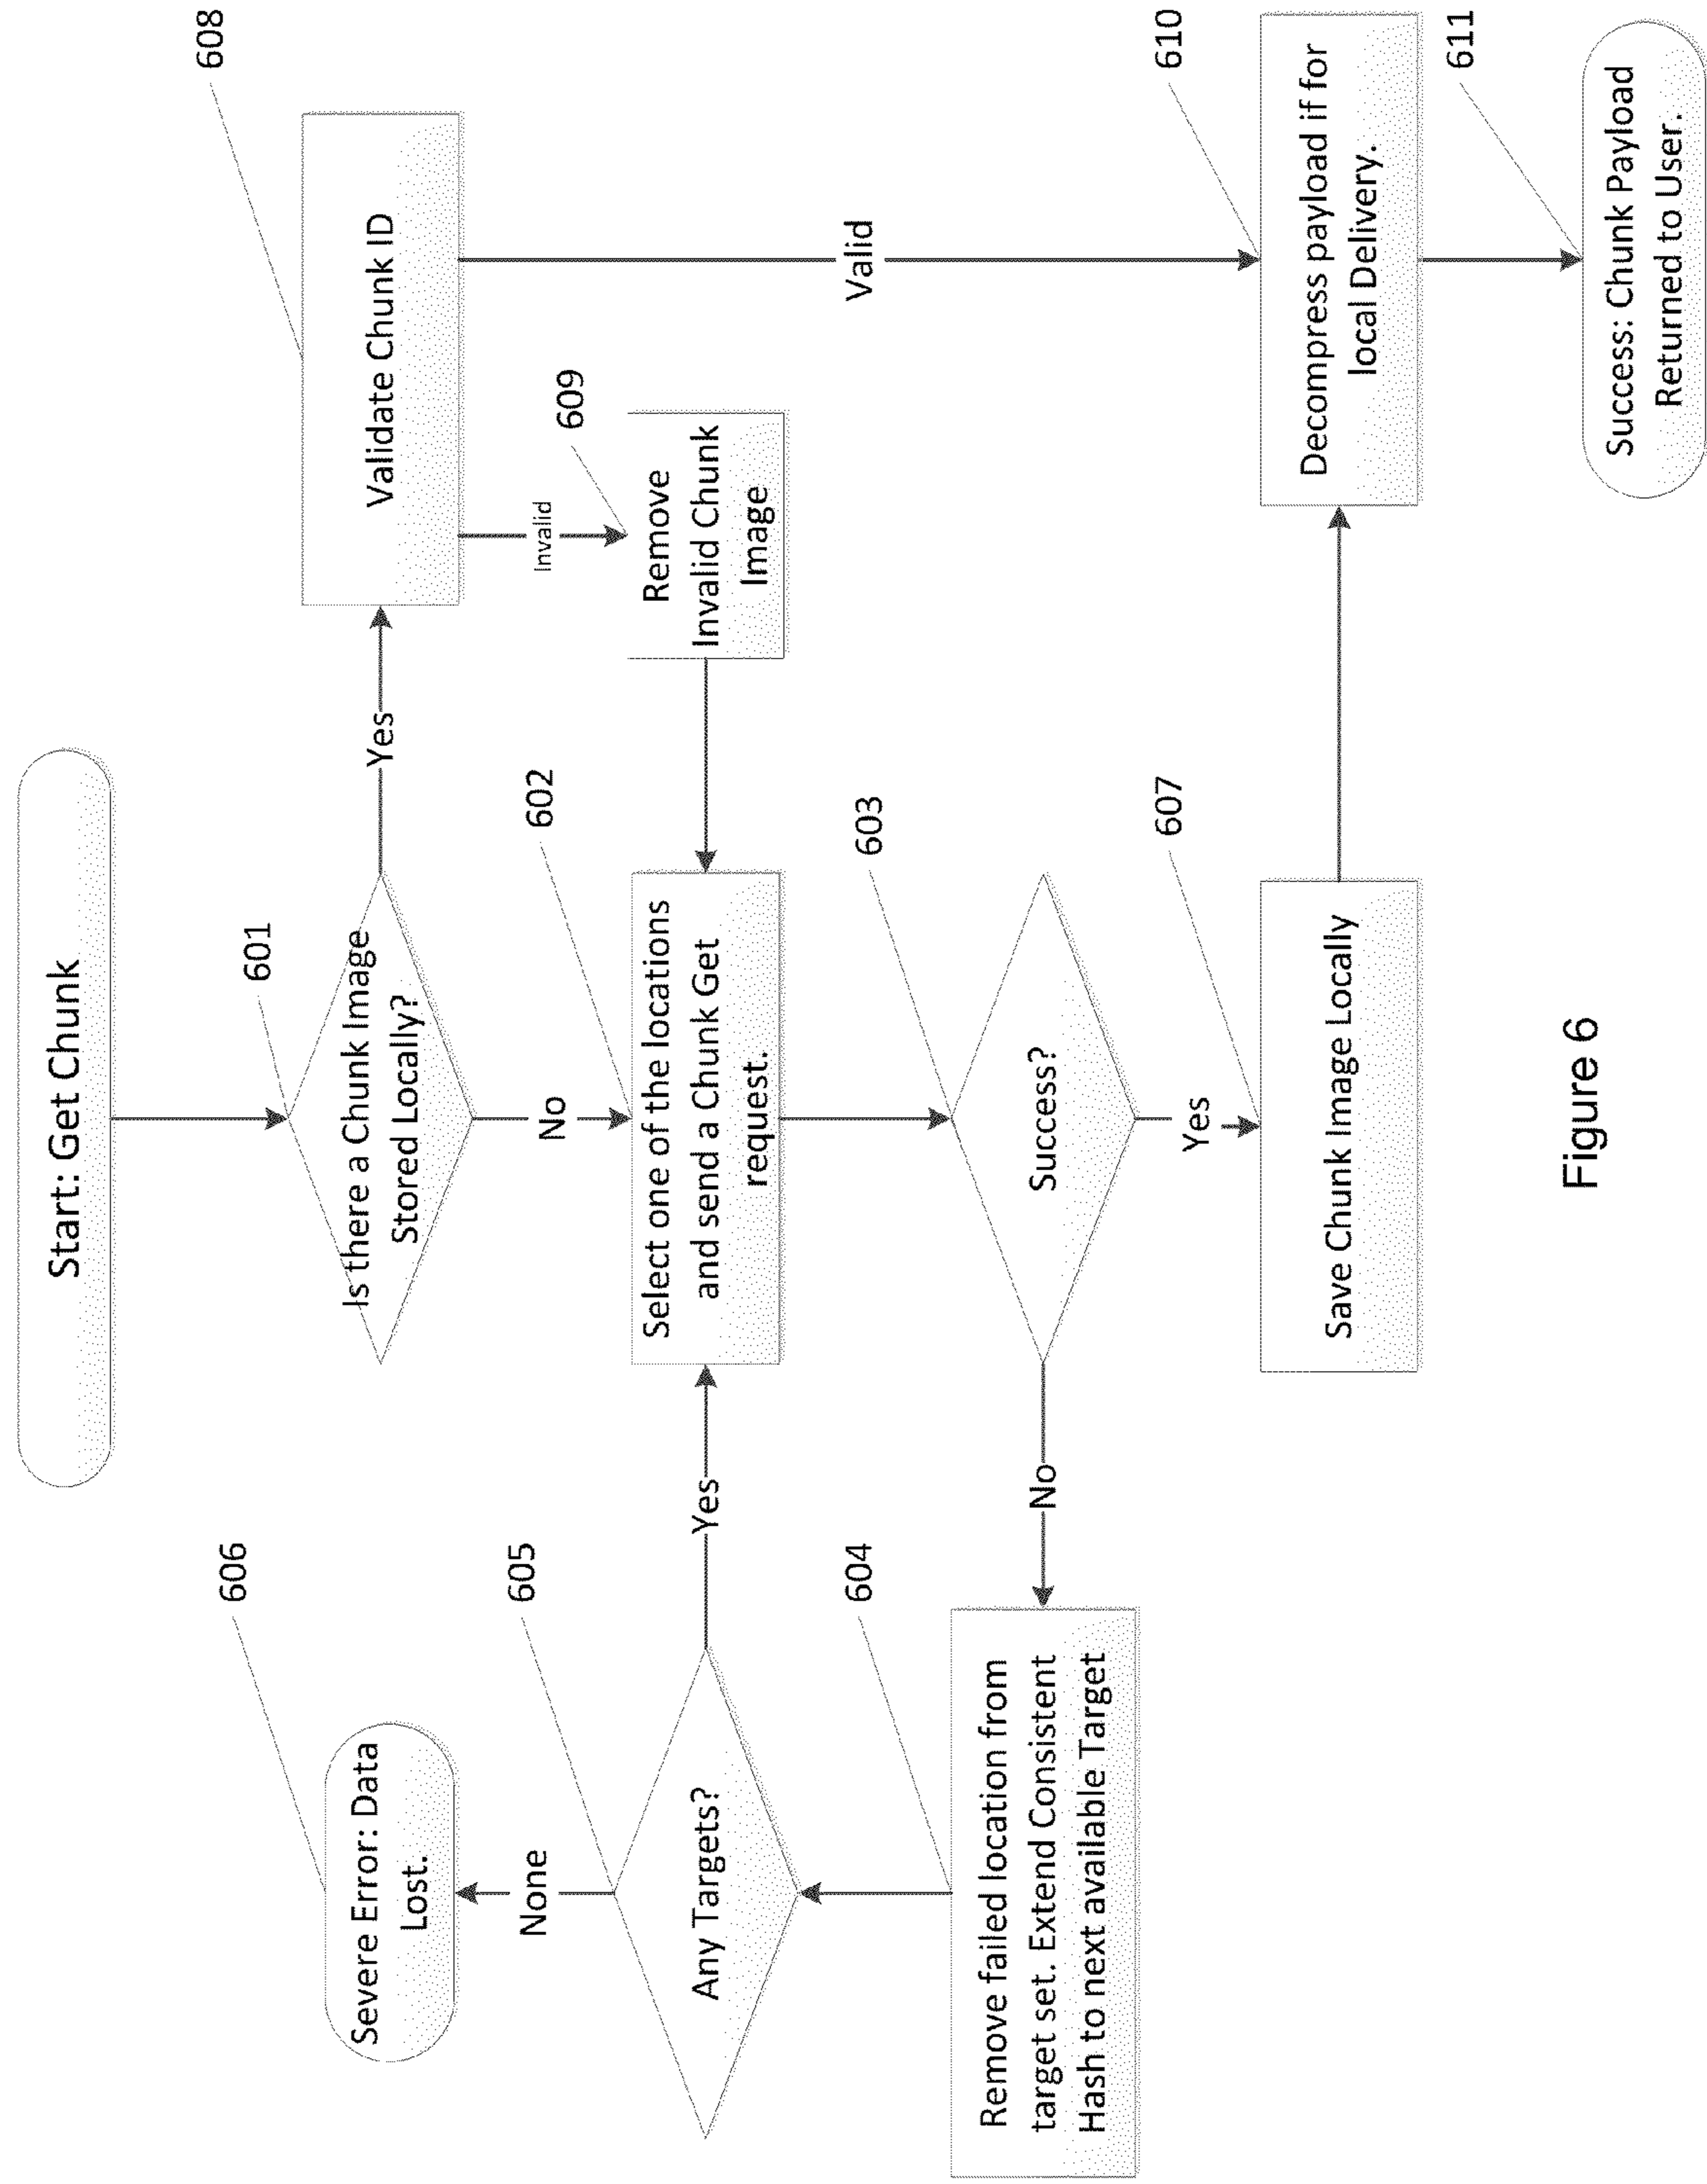 Start: Get Chunk
601
Is there a Chunk Image
Stored Locally?
Yes
608
Validate Chunk ID
No
Invalid
609
Remove
Invalid Chunk
Image
Valid
602
Select one of the locations
and send a Chunk Get
request.
603
Success?
No
604
Remove failed location from
target set. Extend Consistent
Hash to next available Target
605
Any Targets?
Yes
None
606
Severe Error: Data
Lost.
Yes
607
Save Chunk Image Locally
610
Decompress payload if for
local Delivery.
611
Success: Chunk Payload
Returned to User.
Figure 6